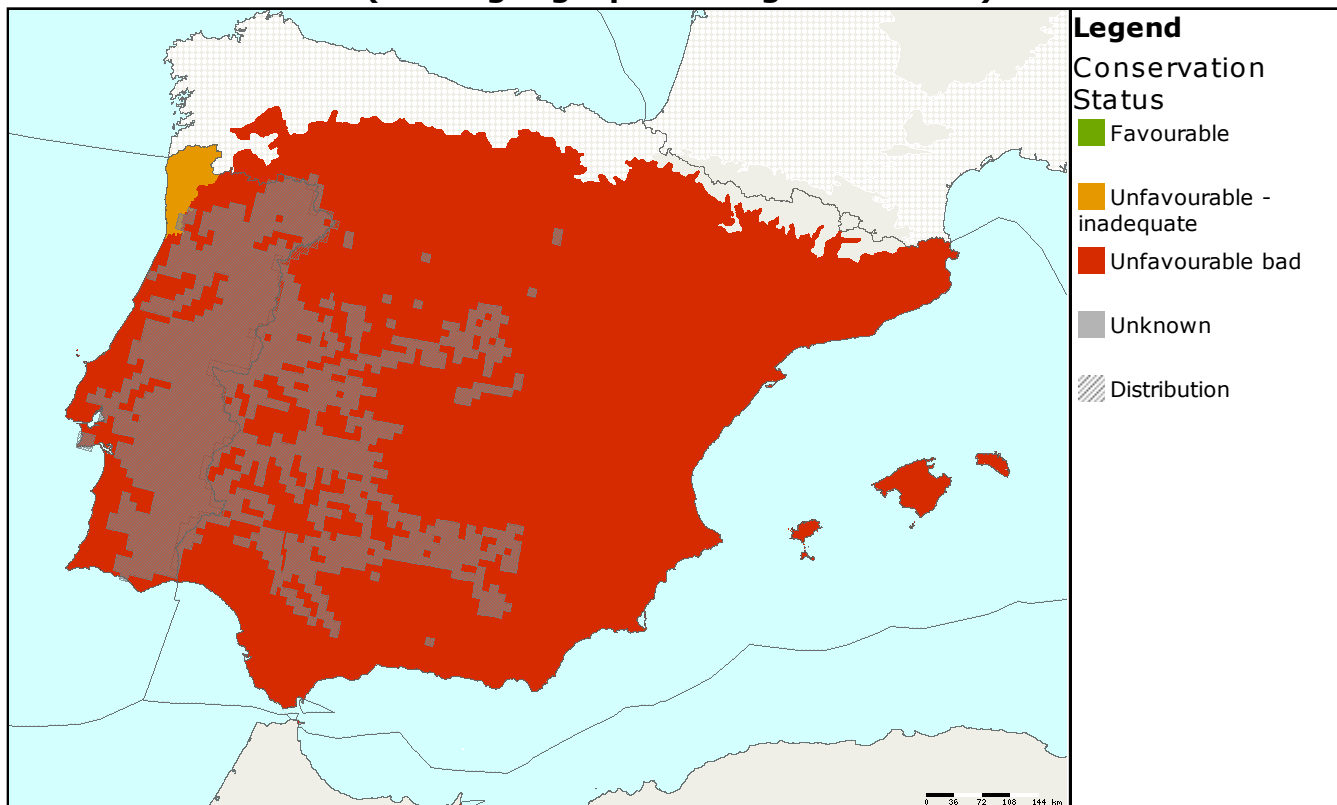 Legend
Conservation
Status
Favourable
Unfavourable -
inadequate
Unfavourable bad
Unknown
Distribution
0 36 72 108 144 km